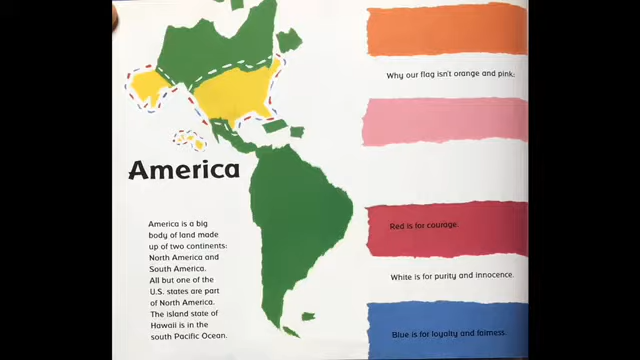 Why our flag isn't orange and pink:
America
America is a big
body of land made
up of two continents:
North America and
South America.
All but one of the
U.S. states are part
of North America.
The island state of
Hawaii is in the
south Pacific Ocean.
Red is for courage.
White is for purity and innocence.
Blue is for loyalty and fairness.